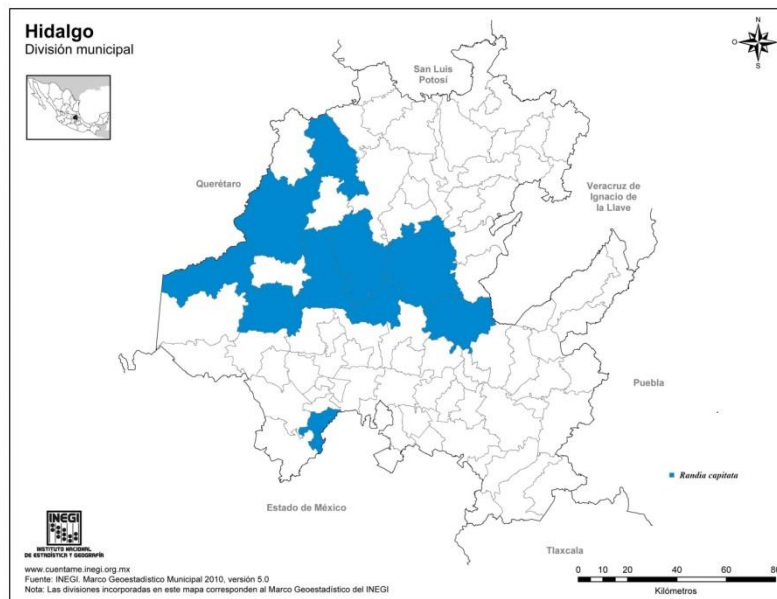 Hidalgo
División municipal
N
O
E
S
San Luis
Potosí
Querétaro
Veracruz de
Ignacio de
la Llave
Puebla
Randia capitata
Estado de México
Tlaxcala
INEGI
INSTITUTO NACIONAL
DE ESTADÍSTICA Y GEOGRAFÍA
www.cuentame.inegi.org.mx
Fuente: INEGI. Marco Geoestadístico Municipal 2010, versión 5.0
Nota: Las divisiones incorporadas en este mapa corresponden al Marco Geoestadístico del INEGI
0 10 20 40 60 80
Kilómetros